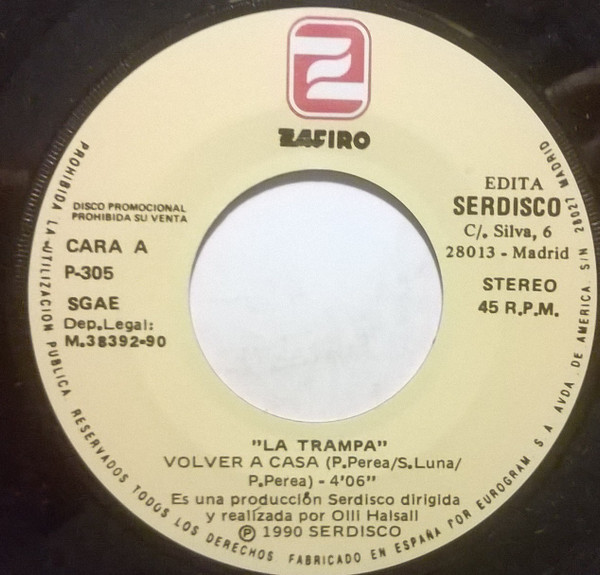 ZAFIRO
DISCO PROMOCIONAL
PROHIBIDA SU VENTA
CARA A
P-305
SGAE
Dep.Legal:
M.38392-90
EDITA
SERDISCO
C/. Silva, 6
28013 - Madrid
STEREO
45 R.P.M.
"LA TRAMPA"
VOLVER A CASA (P.Perea/S.Luna/
P.Perea) - 4'06"
Es una producción Serdisco dirigida
y realizada por Olli Halsall
Ⓟ 1990 SERDISCO
PROHIBIDA LA UTILIZACION PUBLICA. RESERVADOS TODOS LOS DERECHOS FABRICADO EN ESPAÑA POR EUROGRAM S.A. AVDA. DE AMERICA. S/N 28027 MADRID